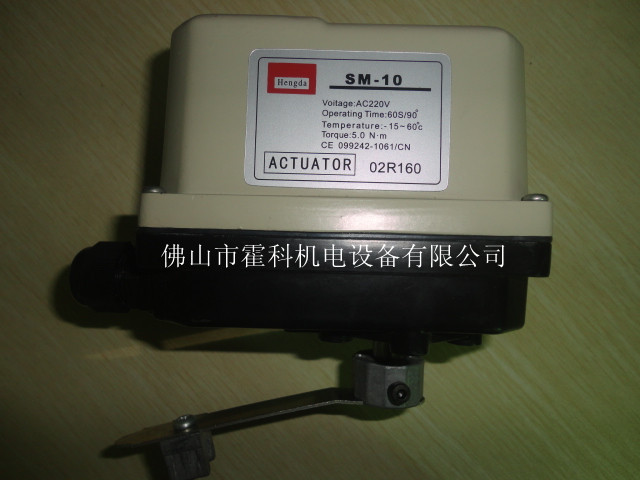 Hengda
SM-10
Voitage:AC220V
Operating Time:60S/90°
Temperature:-15~60℃
Torque:5.0 N·m
CE 099242-1061/CN
ACTUATOR 02R160
佛山市霍科机电设备有限公司